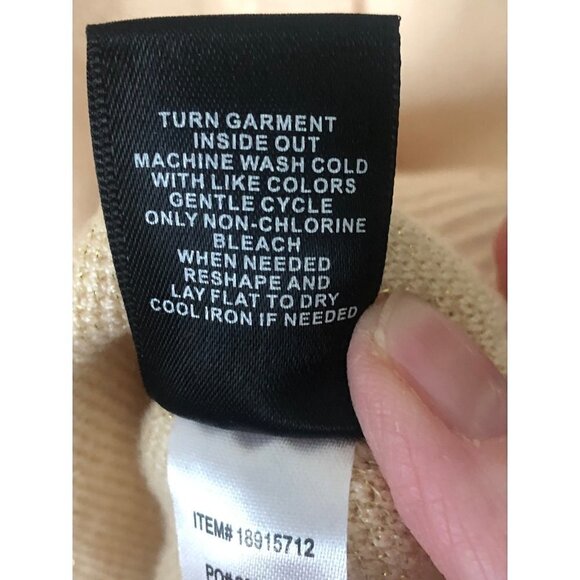 TURN GARMENT
INSIDE OUT
MACHINE WASH COLD
WITH LIKE COLORS
GENTLE CYCLE
ONLY NON-CHLORINE
BLEACH
WHEN NEEDED
RESHAPE AND
LAY FLAT TO DRY
COOL IRON IF NEEDED
ITEM# 18915712